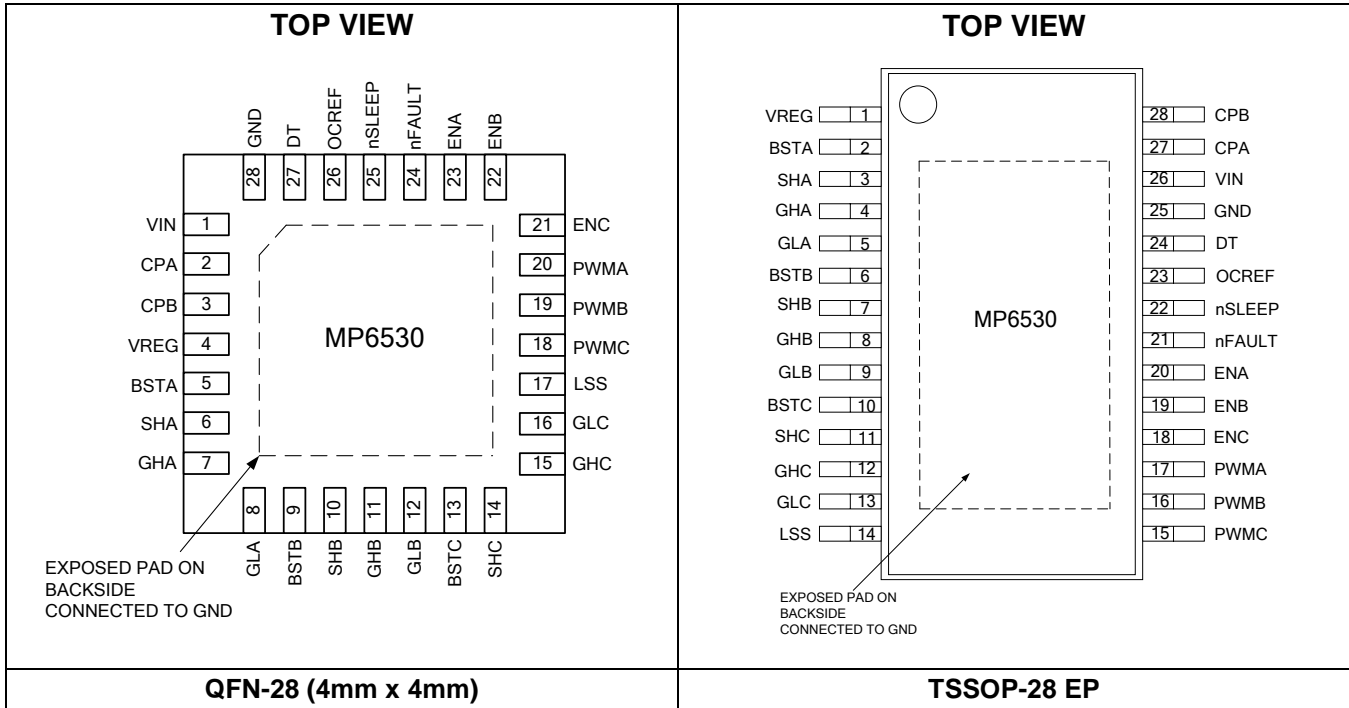 TOP VIEW
GND
DT
OCREF
nSLEEP
nFAULT
ENA
ENB
28
27
26
25
24
23
22
VIN 1
CPA 2
CPB 3
VREG 4
BSTA 5
SHA 6
GHA 7
MP6530
21 ENC
20 PWMA
19 PWMB
18 PWMC
17 LSS
16 GLC
15 GHC
8
9
10
11
12
13
14
GLA
BSTB
SHB
GHB
GLB
BSTC
SHC
EXPOSED PAD ON
BACKSIDE
CONNECTED TO GND
QFN-28 (4mm x 4mm)
TOP VIEW
VREG 1
BSTA 2
SHA 3
GHA 4
GLA 5
BSTB 6
SHB 7
GHB 8
GLB 9
BSTC 10
SHC 11
GHC 12
GLC 13
LSS 14
MP6530
28 CPB
27 CPA
26 VIN
25 GND
24 DT
23 OCREF
22 nSLEEP
21 nFAULT
20 ENA
19 ENB
18 ENC
17 PWMA
16 PWMB
15 PWMC
EXPOSED PAD ON
BACKSIDE
CONNECTED TO GND
TSSOP-28 EP